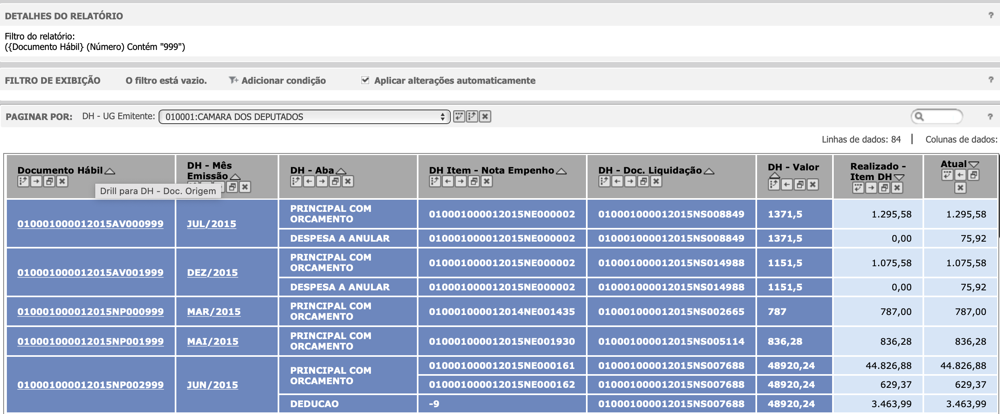 DETALHES DO RELATÓRIO ?
Filtro do relatório:
({Documento Hábil} (Número) Contém "999")
FILTRO DE EXIBIÇÃO O filtro está vazio. Adicionar condição Aplicar alterações automaticamente ?
PAGINAR POR: DH - UG Emitente: 010001:CAMARA DOS DEPUTADOS ?
Linhas de dados: 84 | Colunas de dados:
Documento Hábil
DH - Mês
Emissão
DH - Aba
DH Item - Nota Empenho
DH - Doc. Liquidação
DH - Valor
Realizado -
Item DH
Atual
Drill para DH - Doc. Origem
010001000012015AV000999 JUL/2015
PRINCIPAL COM
ORCAMENTO
010001000012015NE000002 010001000012015NS008849 1371,5 1.295,58 1.295,58
DESPESA A ANULAR 010001000012015NE000002 010001000012015NS008849 1371,5 0,00 75,92
010001000012015AV001999 DEZ/2015
PRINCIPAL COM
ORCAMENTO
010001000012015NE000002 010001000012015NS014988 1151,5 1.075,58 1.075,58
DESPESA A ANULAR 010001000012015NE000002 010001000012015NS014988 1151,5 0,00 75,92
010001000012015NP000999 MAR/2015
PRINCIPAL COM
ORCAMENTO
010001000012014NE001435 010001000012015NS002665 787 787,00 787,00
010001000012015NP001999 MAI/2015
PRINCIPAL COM
ORCAMENTO
010001000012015NE001930 010001000012015NS005114 836,28 836,28 836,28
010001000012015NP002999 JUN/2015
PRINCIPAL COM
ORCAMENTO
010001000012015NE000161 010001000012015NS007688 48920,24 44.826,88 44.826,88
010001000012015NE000162 010001000012015NS007688 48920,24 629,37 629,37
DEDUCAO -9 010001000012015NS007688 48920,24 3.463,99 3.463,99